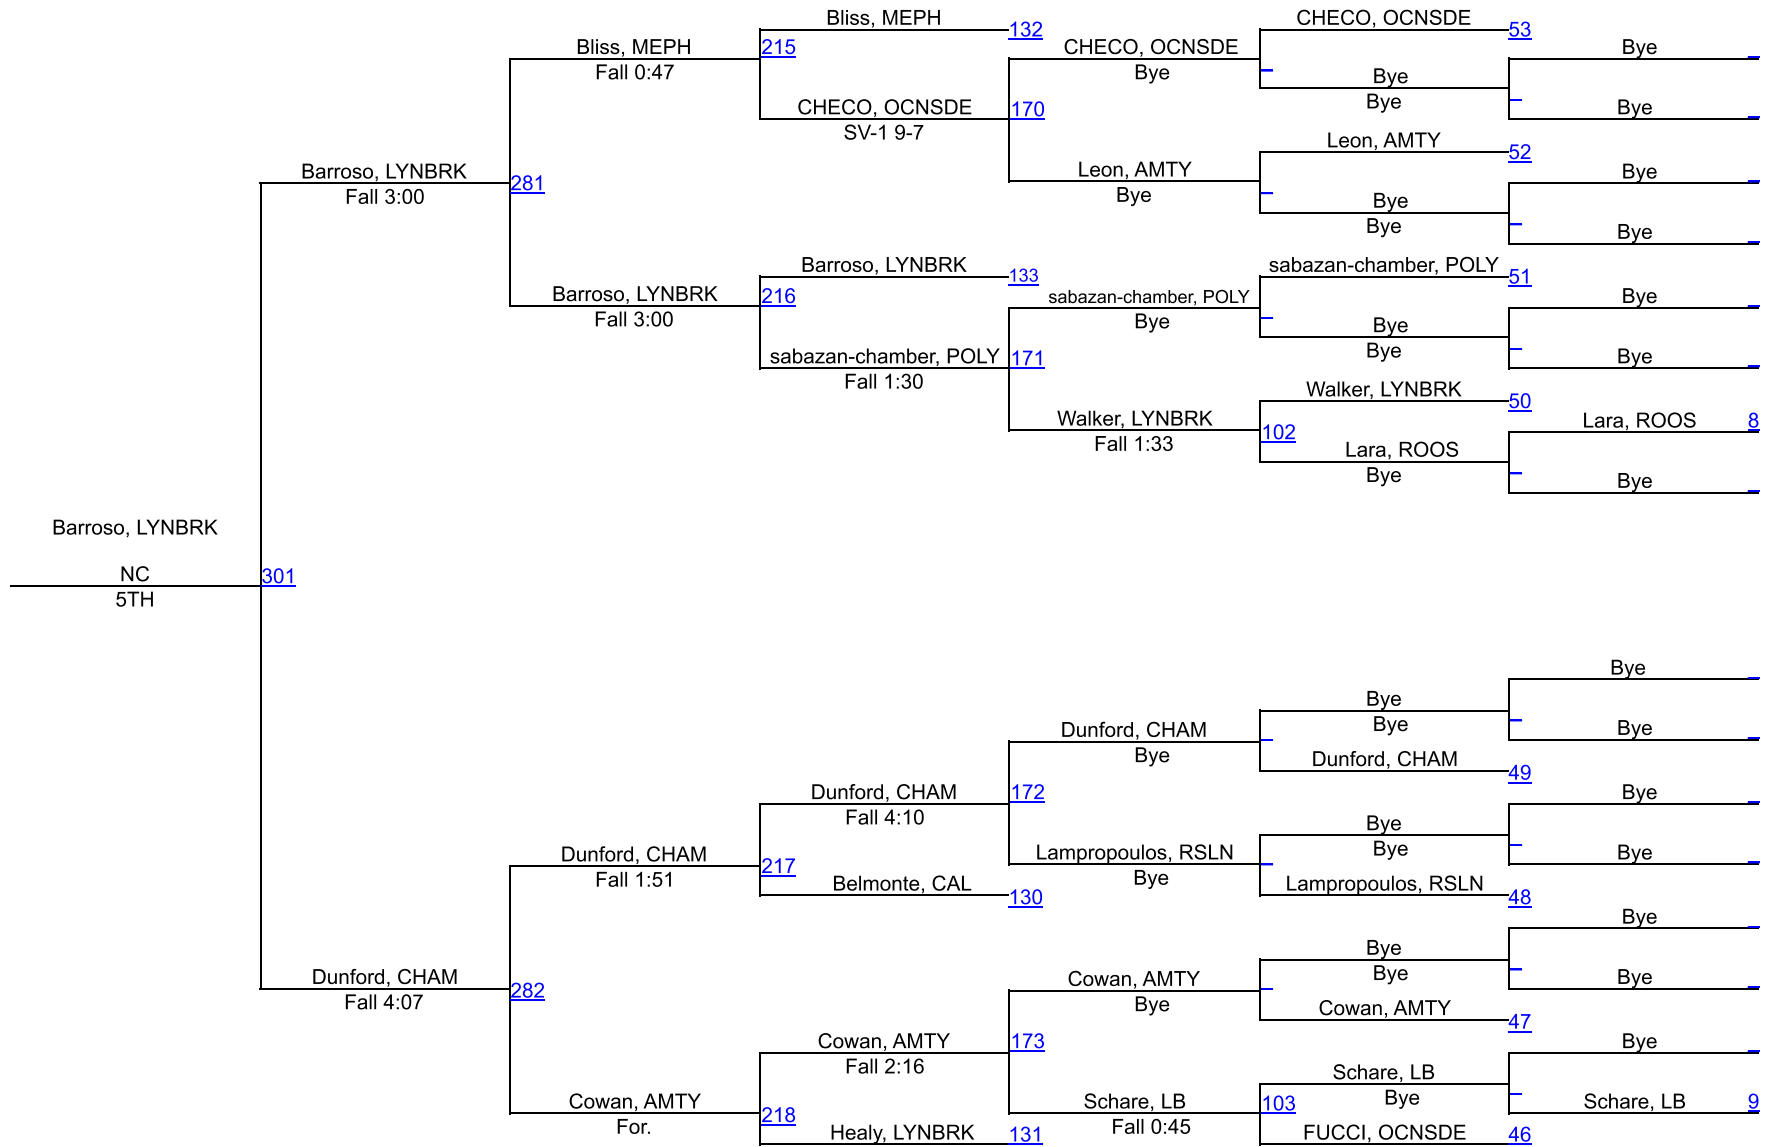 Bliss, MEPH
132
CHECO, OCNSDE
53
Bliss, MEPH
215
CHECO, OCNSDE
Bye
Fall 0:47
Bye
Bye
Bye
CHECO, OCNSDE
170
Bye
Bye
SV-1 9-7
Leon, AMTY
52
Barroso, LYNBRK
281
Leon, AMTY
Bye
Fall 3:00
Bye
Bye
Bye
Bye
Barroso, LYNBRK
133
sabazan-chamber, POLY
51
Barroso, LYNBRK
216
sabazan-chamber, POLY
Bye
Fall 3:00
Bye
Bye
Bye
sabazan-chamber, POLY
171
Bye
Fall 1:30
Walker, LYNBRK
50
Walker, LYNBRK
Lara, ROOS
8
Fall 1:33
102
Lara, ROOS
Bye
Bye
Barroso, LYNBRK
NC
301
5TH
Bye
Bye
Dunford, CHAM
Bye
Bye
Bye
Dunford, CHAM
49
Dunford, CHAM
172
Bye
Fall 4:10
Bye
Dunford, CHAM
217
Lampropoulos, RSLN
Bye
Bye
Fall 1:51
Bye
Belmonte, CAL
130
Lampropoulos, RSLN
48
Bye
Bye
Dunford, CHAM
282
Cowan, AMTY
Bye
Bye
Fall 4:07
Bye
Cowan, AMTY
47
Cowan, AMTY
173
Bye
Fall 2:16
Schare, LB
Cowan, AMTY
218
Schare, LB
103
Bye
Schare, LB
9
For.
Fall 0:45
Healy, LYNBRK
131
FUCCI, OCNSDE
46